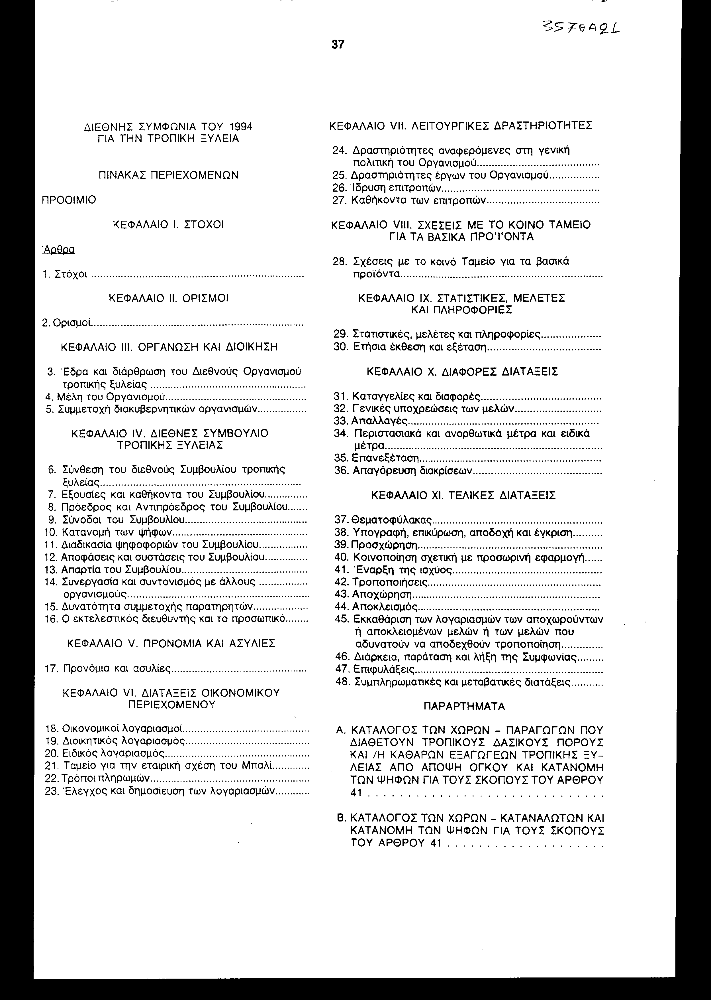 37
ΔΙΕΘΝΗΣ ΣΥΜΦΩΝΙΑ ΤΟΥ 1994
ΓΙΑ ΤΗΝ ΤΡΟΠΙΚΗ ΞΥΛΕΙΑ
ΠΙΝΑΚΑΣ ΠΕΡΙΕΧΟΜΕΝΩΝ
ΠΡΟΟΙΜΙΟ
ΚΕΦΑΛΑΙΟ Ι. ΣΤΟΧΟΙ
Άρθρα
1. Στόχοι ..........
ΚΕΦΑΛΑΙΟ ΙΙ. ΟΡΙΣΜΟΙ
2. Ορισμοί..........
ΚΕΦΑΛΑΙΟ ΙΙΙ. ΟΡΓΑΝΩΣΗ ΚΑΙ ΔΙΟΙΚΗΣΗ
3. Έδρα και διάρθρωση του Διεθνούς Οργανισμού
τροπικής ξυλείας ..........
4. Μέλη του Οργανισμού..........
5. Συμμετοχή διακυβερνητικών οργανισμών..........
ΚΕΦΑΛΑΙΟ IV. ΔΙΕΘΝΕΣ ΣΥΜΒΟΥΛΙΟ
ΤΡΟΠΙΚΗΣ ΞΥΛΕΙΑΣ
6. Σύνθεση του διεθνούς Συμβουλίου τροπικής
ξυλείας..........
7. Εξουσίες και καθήκοντα του Συμβουλίου..........
8. Πρόεδρος και Αντιπρόεδρος του Συμβουλίου.......
9. Σύνοδοι του Συμβουλίου..........
10. Κατανομή των ψήφων..........
11. Διαδικασία ψηφοφοριών του Συμβουλίου..........
12. Αποφάσεις και συστάσεις του Συμβουλίου..........
13. Απαρτία του Συμβουλίου..........
14. Συνεργασία και συντονισμός με άλλους ..........
οργανισμούς..........
15. Δυνατότητα συμμετοχής παρατηρητών..........
16. Ο εκτελεστικός διευθυντής και το προσωπικό........
ΚΕΦΑΛΑΙΟ V. ΠΡΟΝΟΜΙΑ ΚΑΙ ΑΣΥΛΙΕΣ
17. Προνόμια και ασυλίες..........
ΚΕΦΑΛΑΙΟ VI. ΔΙΑΤΑΞΕΙΣ ΟΙΚΟΝΟΜΙΚΟΥ
ΠΕΡΙΕΧΟΜΕΝΟΥ
18. Οικονομικοί λογαριασμοί..........
19. Διοικητικός λογαριασμός..........
20. Ειδικός λογαριασμός..........
21. Ταμείο για την εταιρική σχέση του Μπαλί..........
22. Τρόποι πληρωμών..........
23. Έλεγχος και δημοσίευση των λογαριασμών..........
ΚΕΦΑΛΑΙΟ VII. ΛΕΙΤΟΥΡΓΙΚΕΣ ΔΡΑΣΤΗΡΙΟΤΗΤΕΣ
24. Δραστηριότητες αναφερόμενες στη γενική
πολιτική του Οργανισμού..........
25. Δραστηριότητες έργων του Οργανισμού..........
26. Ίδρυση επιτροπών..........
27. Καθήκοντα των επιτροπών..........
ΚΕΦΑΛΑΙΟ VIII. ΣΧΕΣΕΙΣ ΜΕ ΤΟ ΚΟΙΝΟ ΤΑΜΕΙΟ
ΓΙΑ ΤΑ ΒΑΣΙΚΑ ΠΡΟ'Ι'ΟΝΤΑ
28. Σχέσεις με το κοινό Ταμείο για τα βασικά
προϊόντα..........
ΚΕΦΑΛΑΙΟ IX. ΣΤΑΤΙΣΤΙΚΕΣ, ΜΕΛΕΤΕΣ
ΚΑΙ ΠΛΗΡΟΦΟΡΙΕΣ
29. Στατιστικές, μελέτες και πληροφορίες..........
30. Ετήσια έκθεση και εξέταση..........
ΚΕΦΑΛΑΙΟ X. ΔΙΑΦΟΡΕΣ ΔΙΑΤΑΞΕΙΣ
31. Καταγγελίες και διαφορές..........
32. Γενικές υποχρεώσεις των μελών..........
33. Απαλλαγές..........
34. Περιστασιακά και ανορθωτικά μέτρα και ειδικά
μέτρα..........
35. Επανεξέταση..........
36. Απαγόρευση διακρίσεων..........
ΚΕΦΑΛΑΙΟ XI. ΤΕΛΙΚΕΣ ΔΙΑΤΑΞΕΙΣ
37. Θεματοφύλακας..........
38. Υπογραφή, επικύρωση, αποδοχή και έγκριση..........
39. Προσχώρηση..........
40. Κοινοποίηση σχετική με προσωρινή εφαρμογή......
41. Έναρξη της ισχύος..........
42. Τροποποιήσεις..........
43. Αποχώρηση..........
44. Αποκλεισμός..........
45. Εκκαθάριση των λογαριασμών των αποχωρούντων
ή αποκλειομένων μελών ή των μελών που
αδυνατούν να αποδεχθούν τροποποίηση..........
46. Διάρκεια, παράταση και λήξη της Συμφωνίας.........
47. Επιφυλάξεις..........
48. Συμπληρωματικές και μεταβατικές διατάξεις..........
ΠΑΡΑΡΤΗΜΑΤΑ
Α. ΚΑΤΑΛΟΓΟΣ ΤΩΝ ΧΩΡΩΝ - ΠΑΡΑΓΩΓΩΝ ΠΟΥ
ΔΙΑΘΕΤΟΥΝ ΤΡΟΠΙΚΟΥΣ ΔΑΣΙΚΟΥΣ ΠΟΡΟΥΣ
ΚΑΙ /Η ΚΑΘΑΡΩΝ ΕΞΑΓΩΓΕΩΝ ΤΡΟΠΙΚΗΣ ΞΥ-
ΛΕΙΑΣ ΑΠΟ ΑΠΟΨΗ ΟΓΚΟΥ ΚΑΙ ΚΑΤΑΝΟΜΗ
ΤΩΝ ΨΗΦΩΝ ΓΙΑ ΤΟΥΣ ΣΚΟΠΟΥΣ ΤΟΥ ΑΡΘΡΟΥ
41 . . . . . . . . . .
Β. ΚΑΤΑΛΟΓΟΣ ΤΩΝ ΧΩΡΩΝ - ΚΑΤΑΝΑΛΩΤΩΝ ΚΑΙ
ΚΑΤΑΝΟΜΗ ΤΩΝ ΨΗΦΩΝ ΓΙΑ ΤΟΥΣ ΣΚΟΠΟΥΣ
ΤΟΥ ΑΡΘΡΟΥ 41 . . . . . . . . . .